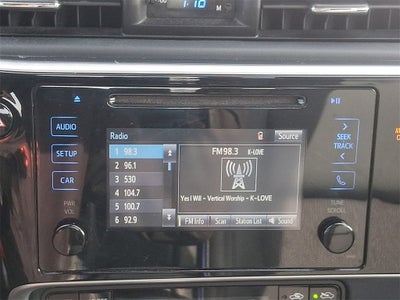 1:10 M
AUDIO
SETUP
CAR
PWR
VOL
Radio
Source
1 98.3
2 96.1
3 530
4 104.7
5 100.7
6 92.9
FM 98.3 K-LOVE
Yes I Will - Vertical Worship - K-LOVE
FM Info Scan Station List Sound
SEEK
TRACK
TUNE
SCROLL